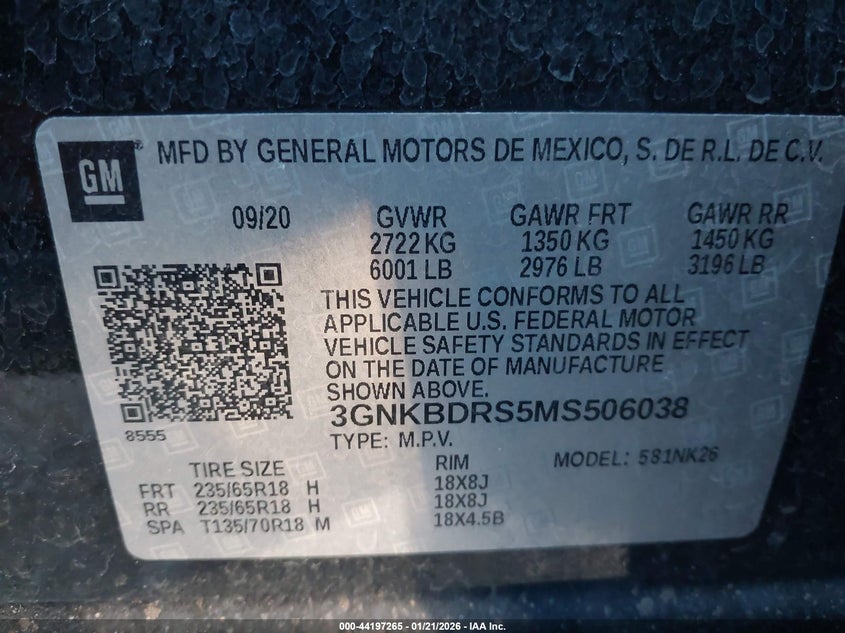 GM ® MFD BY GENERAL MOTORS DE MEXICO, S. DE R.L. DE C.V.
09/20 GVWR GAWR FRT GAWR RR
2722 KG 1350 KG 1450 KG
6001 LB 2976 LB 3196 LB
THIS VEHICLE CONFORMS TO ALL
APPLICABLE U.S. FEDERAL MOTOR
VEHICLE SAFETY STANDARDS IN EFFECT
ON THE DATE OF MANUFACTURE
SHOWN ABOVE.
8555
3GNKBDRS5MS506038
TYPE: M.P.V. MODEL: 581NK26
TIRE SIZE RIM
FRT 235/65R18 H 18X8J
RR 235/65R18 H 18X8J
SPA T135/70R18 M 18X4.5B
000-44197265 - 01/21/2026 - IAA Inc.